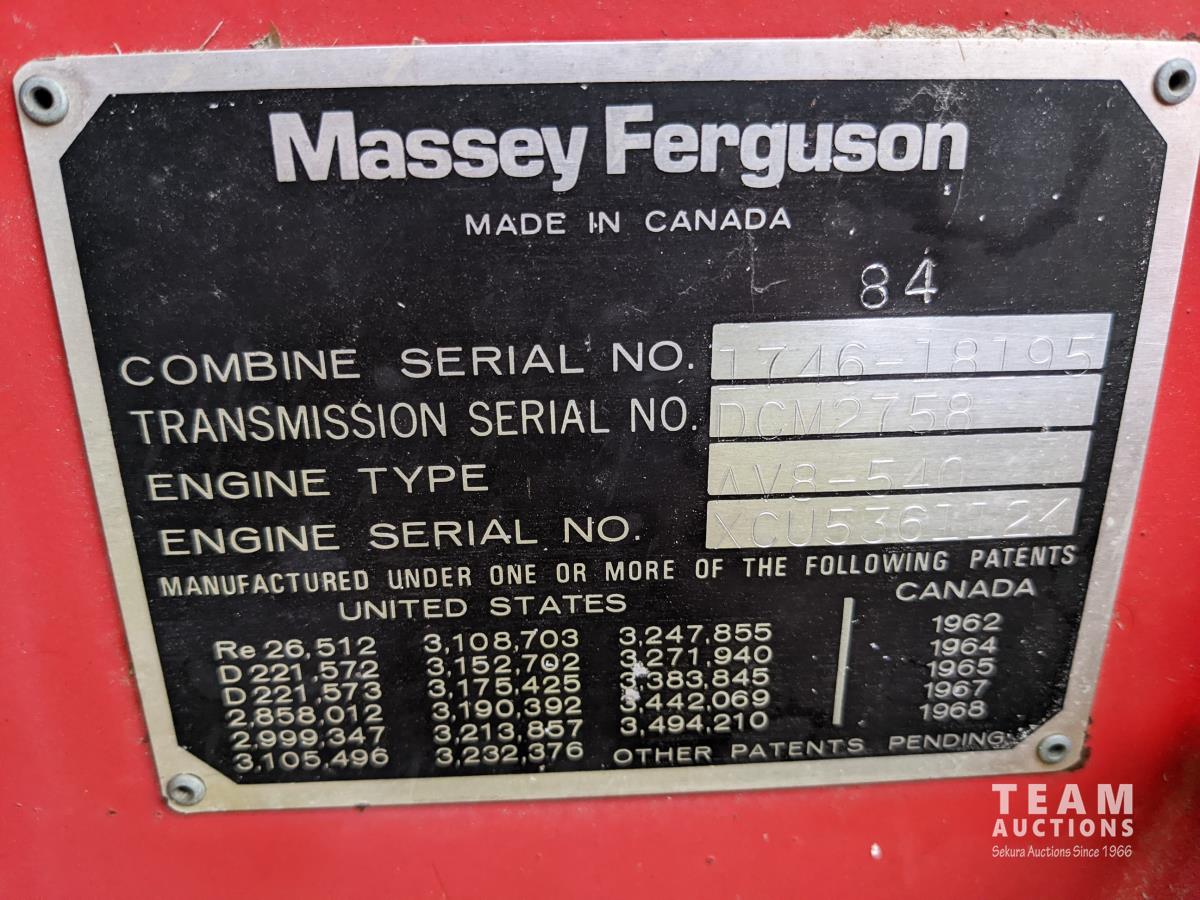 Massey Ferguson
MADE IN CANADA
84
COMBINE SERIAL NO. 1746-18195
TRANSMISSION SERIAL NO. DCM2758
ENGINE TYPE AV8-540
ENGINE SERIAL NO.
MANUFACTURED UNDER ONE OR MORE OF THE FOLLOWING PATENTS
UNITED STATES CANADA
Re 26,512 3,108,703 3,247,855 1962
D 221,572 3,152,702 3,271,940 1964
D 221,573 3,175,425 3,383,845 1965
2,858,012 3,190,392 3,442,069 1967
2,999,347 3,213,857 3,494,210 1968
3,105,496 3,232,376 OTHER PATENTS PENDING
TEAM
AUCTIONS
Sekura Auctions Since 1966